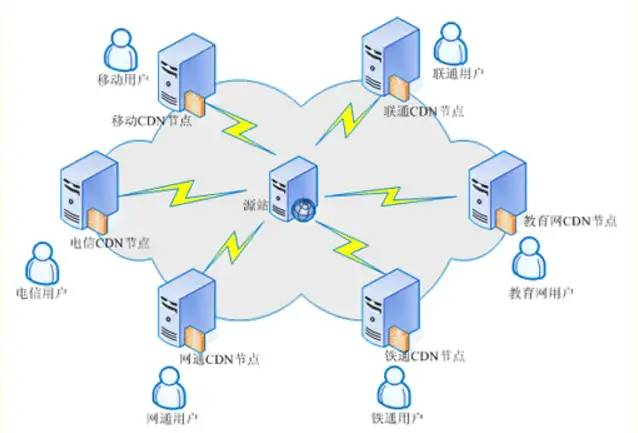 移动用户
联通用户
移动CDN节点
联通CDN节点
源站
电信CDN节点
教育网CDN节点
电信用户
教育网用户
网通CDN节点
铁通CDN节点
网通用户
铁通用户